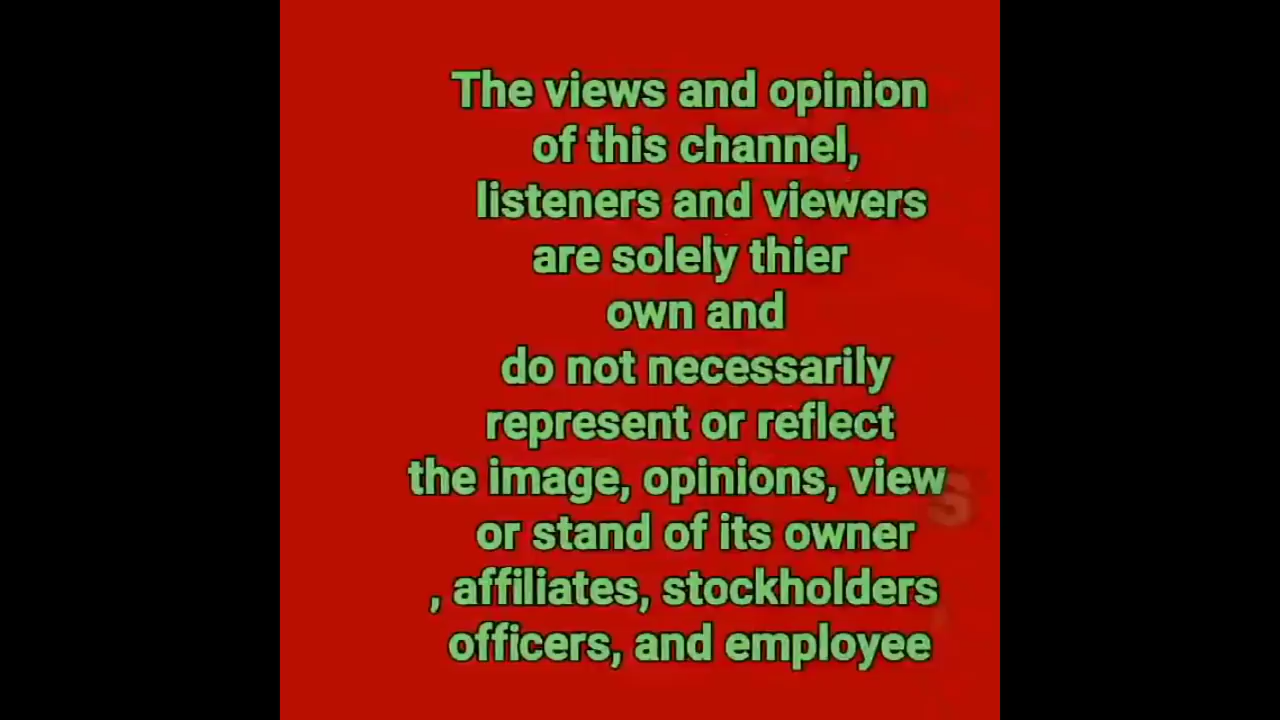 The views and opinion
of this channel,
listeners and viewers
are solely thier
own and
do not necessarily
represent or reflect
the image, opinions, view
S
or stand of its owner
, affiliates, stockholders
officers, and employee